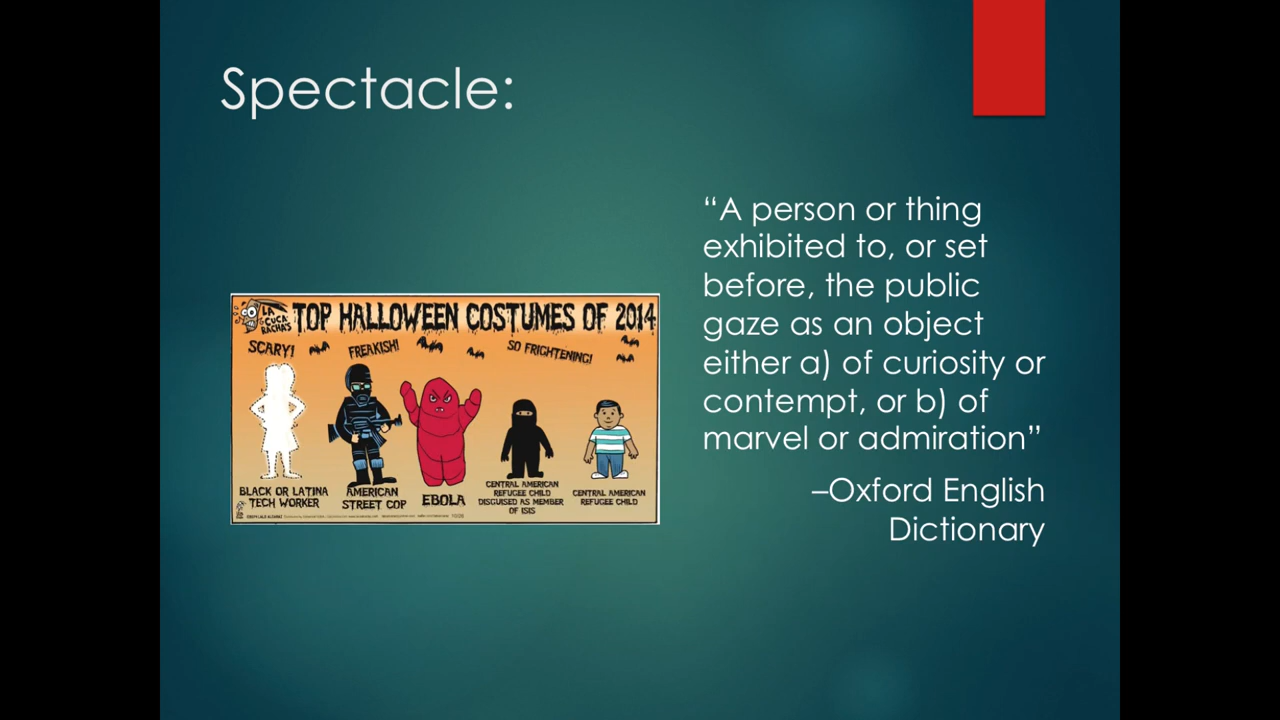 Spectacle:
LA
CUCA
RACHAS
TOP HALLOWEEN COSTUMES OF 2014
SCARY!
FREAKISH!
SO FRIGHTENING!
BLACK OR LATINA
TECH WORKER
AMERICAN
STREET COP
EBOLA
CENTRAL AMERICAN
REFUGEE CHILD
DISGUISED AS MEMBER
OF ISIS
CENTRAL AMERICAN
REFUGEE CHILD
“A person or thing
exhibited to, or set
before, the public
gaze as an object
either a) of curiosity or
contempt, or b) of
marvel or admiration”
–Oxford English
Dictionary